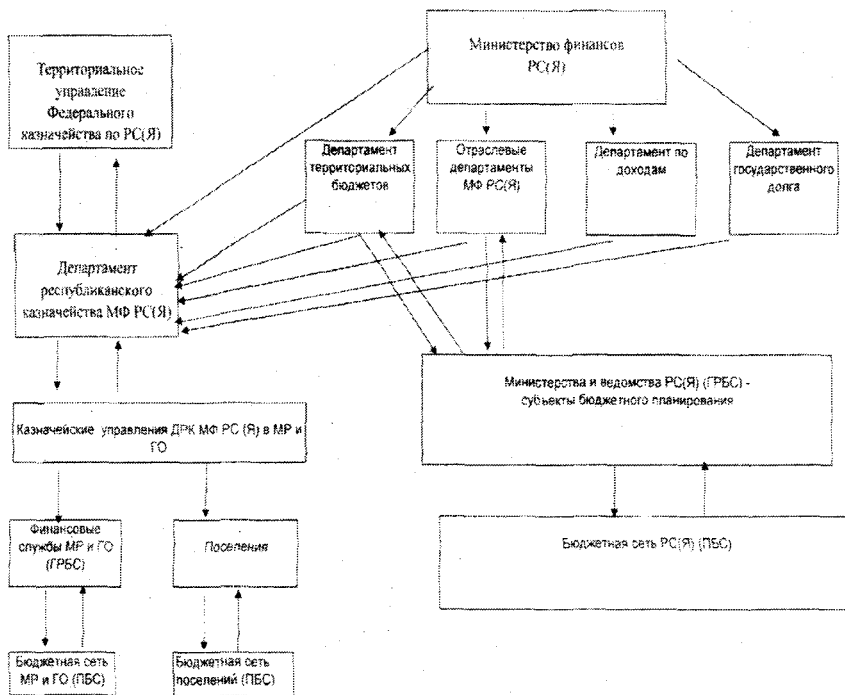 Территориальное
управление
Федерального
казначейства по РС(Я)
Министерство финансов
РС(Я)
Департамент
территориальных
бюджетов
Отраслевые
департаменты
МФ РС(Я)
Департамент по
доходам
Департамент
государственного
долга
Департамент
республиканского
казначейства МФ РС(Я)
Министерства и ведомства РС(Я) (ГРБС) -
субъекты бюджетного планирования
Казначейские управления ДРК МФ РС (Я) в МР и
ГО
Финансовые
службы МР и ГО
(ГРБС)
Поселения
Бюджетная сеть РС(Я) (ПБС)
Бюджетная сеть
МР и ГО (ПБС)
Бюджетная сеть
поселений (ПБС)